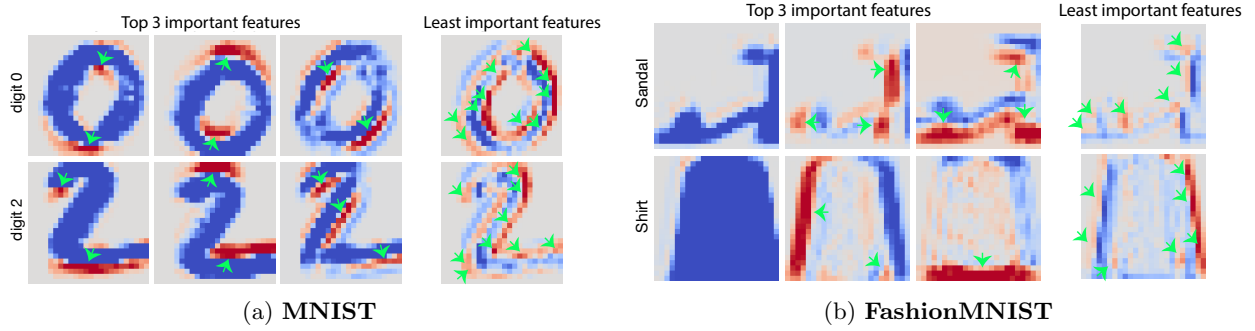 Top 3 important features
Least important features
digit 0
digit 2
(a) MNIST
Top 3 important features
Least important features
Sandal
Shirt
(b) FashionMNIST